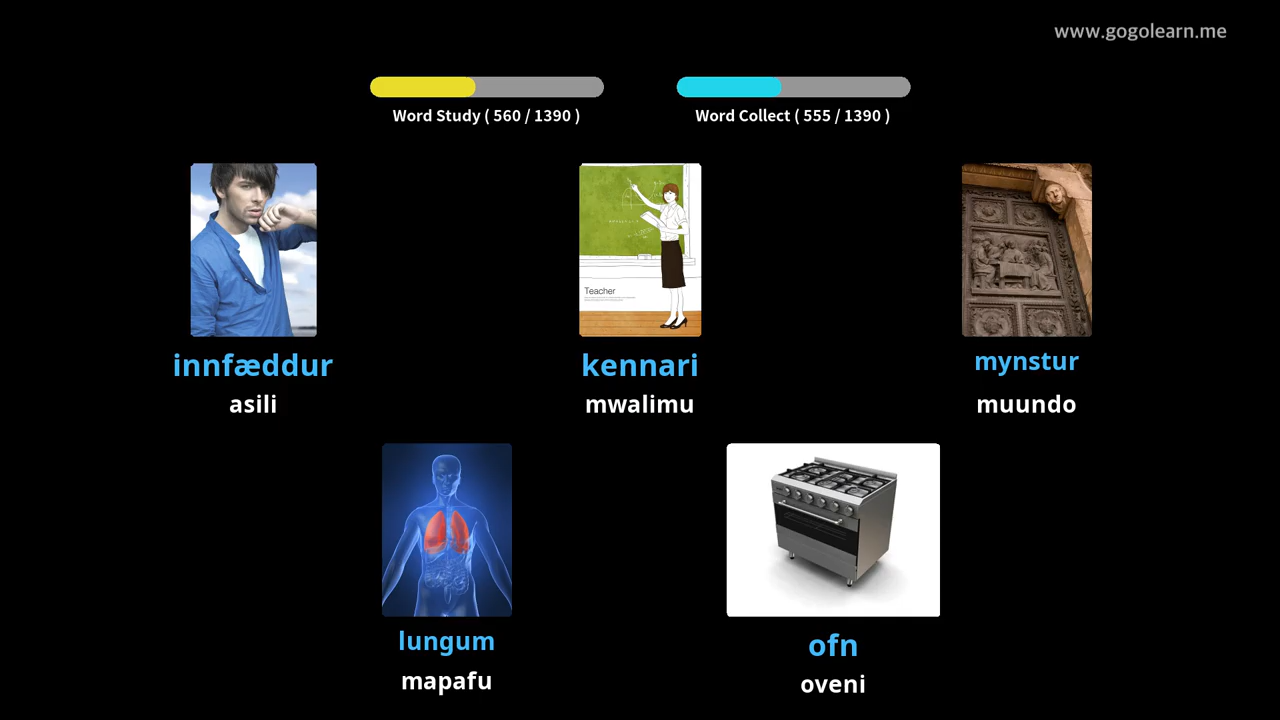 www.gogolearn.me
Word Study ( 560 / 1390 )
Word Collect ( 555 / 1390 )
Teacher
innfæddur
kennari
mynstur
asili
mwalimu
muundo
lungum
ofn
mapafu
oveni